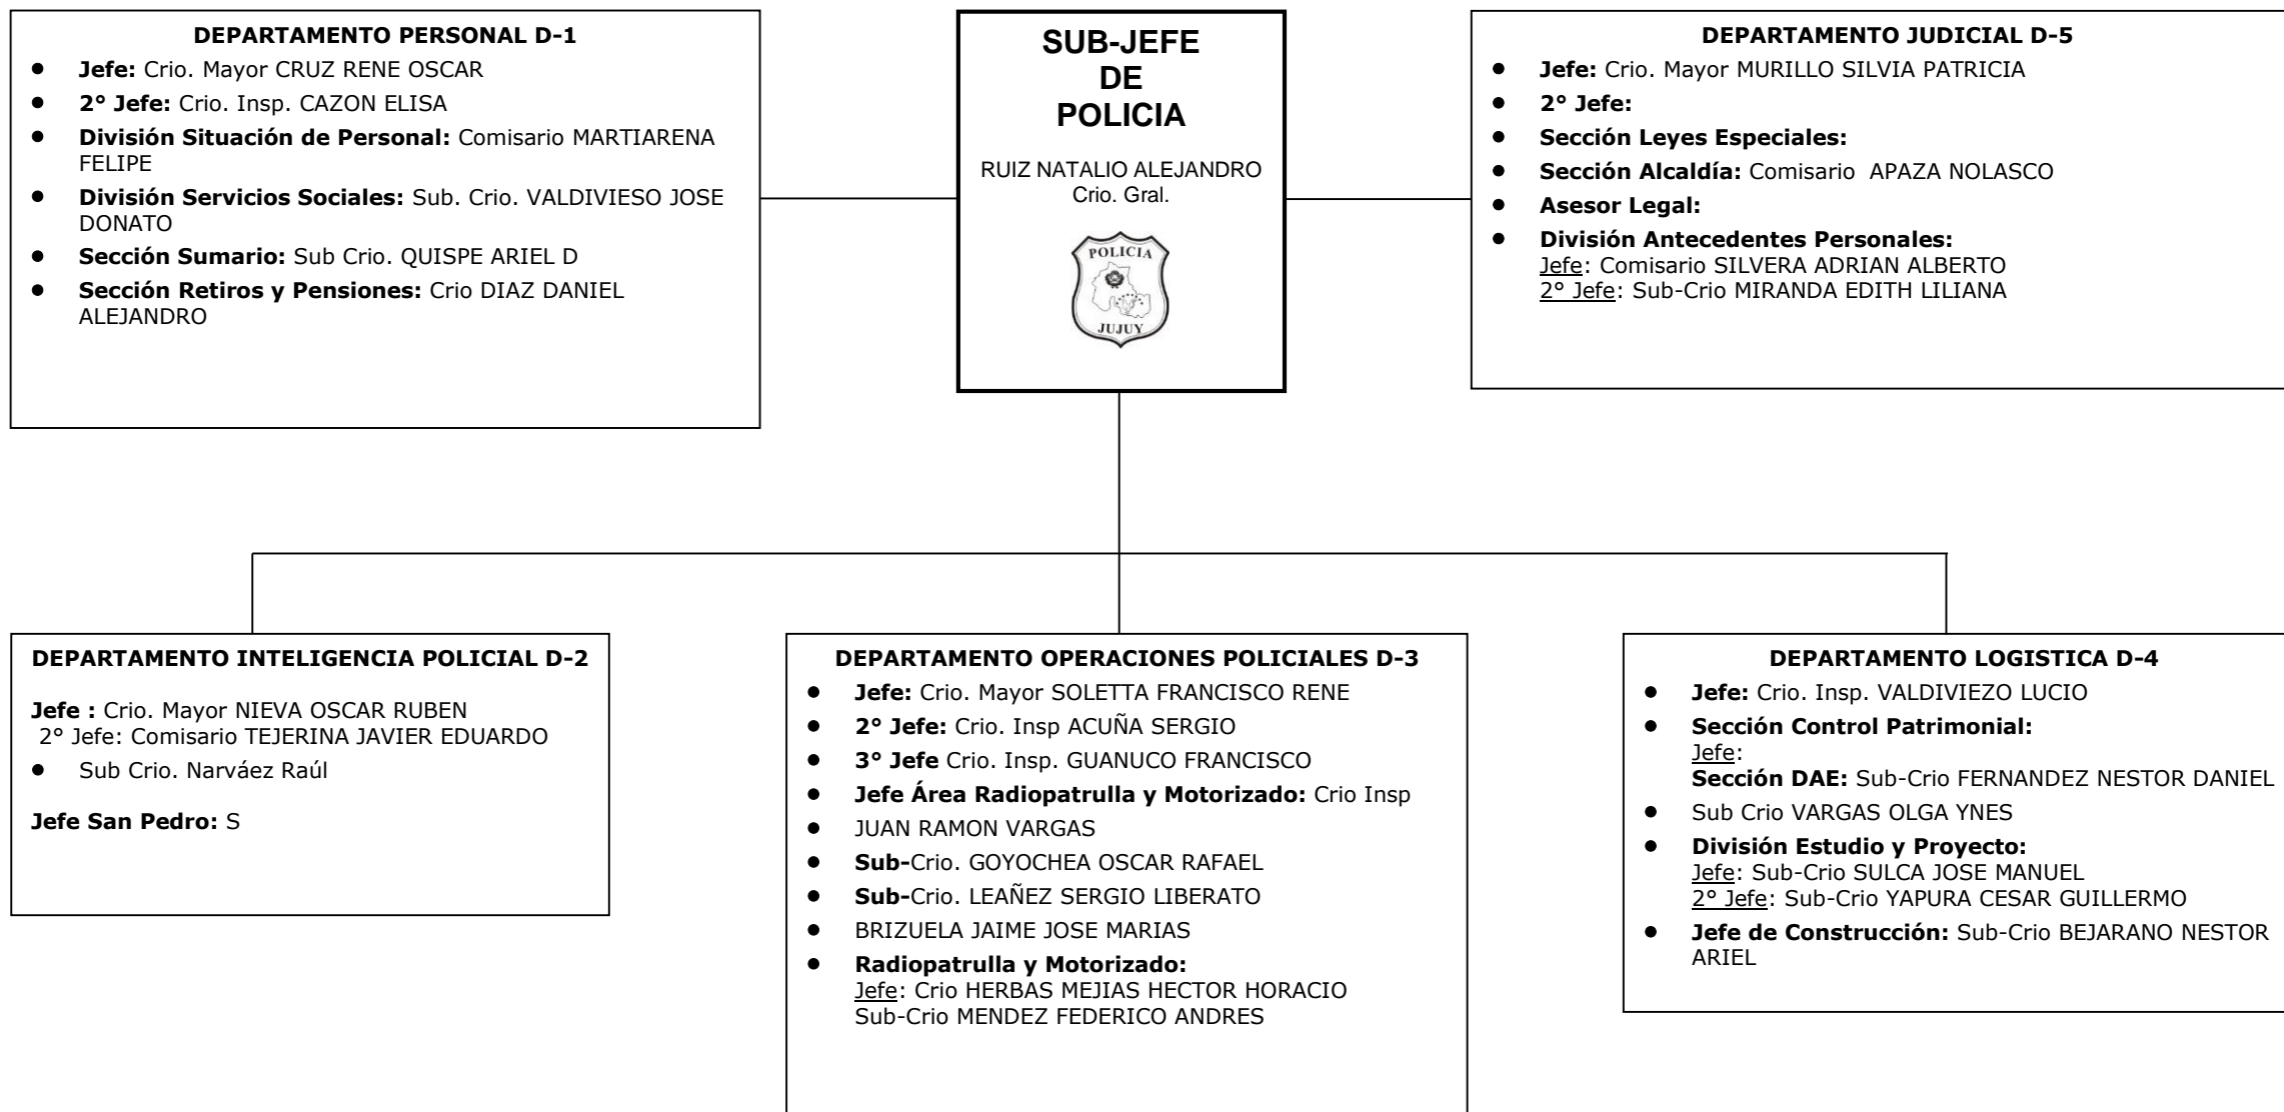 DEPARTAMENTO PERSONAL D-1
● Jefe: Crio. Mayor CRUZ RENE OSCAR
● 2° Jefe: Crio. Insp. CAZON ELISA
● División Situación de Personal: Comisario MARTIARENA
FELIPE
● División Servicios Sociales: Sub. Crio. VALDIVIESO JOSE
DONATO
● Sección Sumario: Sub Crio. QUISPE ARIEL D
● Sección Retiros y Pensiones: Crio DIAZ DANIEL
ALEJANDRO
SUB-JEFE
DE
POLICIA
RUIZ NATALIO ALEJANDRO
Crio. Gral.
POLICIA
JUJUY
DEPARTAMENTO JUDICIAL D-5
● Jefe: Crio. Mayor MURILLO SILVIA PATRICIA
● 2° Jefe:
● Sección Leyes Especiales:
● Sección Alcaldía: Comisario APAZA NOLASCO
● Asesor Legal:
● División Antecedentes Personales:
Jefe: Comisario SILVERA ADRIAN ALBERTO
2° Jefe: Sub-Crio MIRANDA EDITH LILIANA
DEPARTAMENTO INTELIGENCIA POLICIAL D-2
Jefe : Crio. Mayor NIEVA OSCAR RUBEN
2° Jefe: Comisario TEJERINA JAVIER EDUARDO
● Sub Crio. Narváez Raúl
Jefe San Pedro: S
DEPARTAMENTO OPERACIONES POLICIALES D-3
● Jefe: Crio. Mayor SOLETTA FRANCISCO RENE
● 2° Jefe: Crio. Insp ACUÑA SERGIO
● 3° Jefe Crio. Insp. GUANUCO FRANCISCO
● Jefe Área Radiopatrulla y Motorizado: Crio Insp
● JUAN RAMON VARGAS
● Sub-Crio. GOYOCHEA OSCAR RAFAEL
● Sub-Crio. LEAÑEZ SERGIO LIBERATO
● BRIZUELA JAIME JOSE MARIAS
● Radiopatrulla y Motorizado:
Jefe: Crio HERBAS MEJIAS HECTOR HORACIO
Sub-Crio MENDEZ FEDERICO ANDRES
DEPARTAMENTO LOGISTICA D-4
● Jefe: Crio. Insp. VALDIVIEZO LUCIO
● Sección Control Patrimonial:
Jefe:
Sección DAE: Sub-Crio FERNANDEZ NESTOR DANIEL
● Sub Crio VARGAS OLGA YNES
● División Estudio y Proyecto:
Jefe: Sub-Crio SULCA JOSE MANUEL
2° Jefe: Sub-Crio YAPURA CESAR GUILLERMO
● Jefe de Construcción: Sub-Crio BEJARANO NESTOR
ARIEL